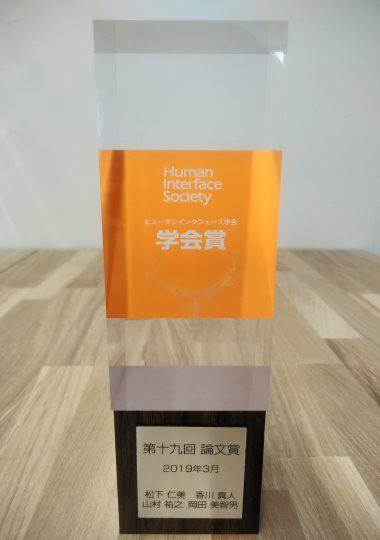 Human
Interface
Society
ヒューマンインタフェース学会
学会賞
第十九回 論文賞
2019年3月
松下 仁美 香川 真人
山村 祐之 岡田 美智男